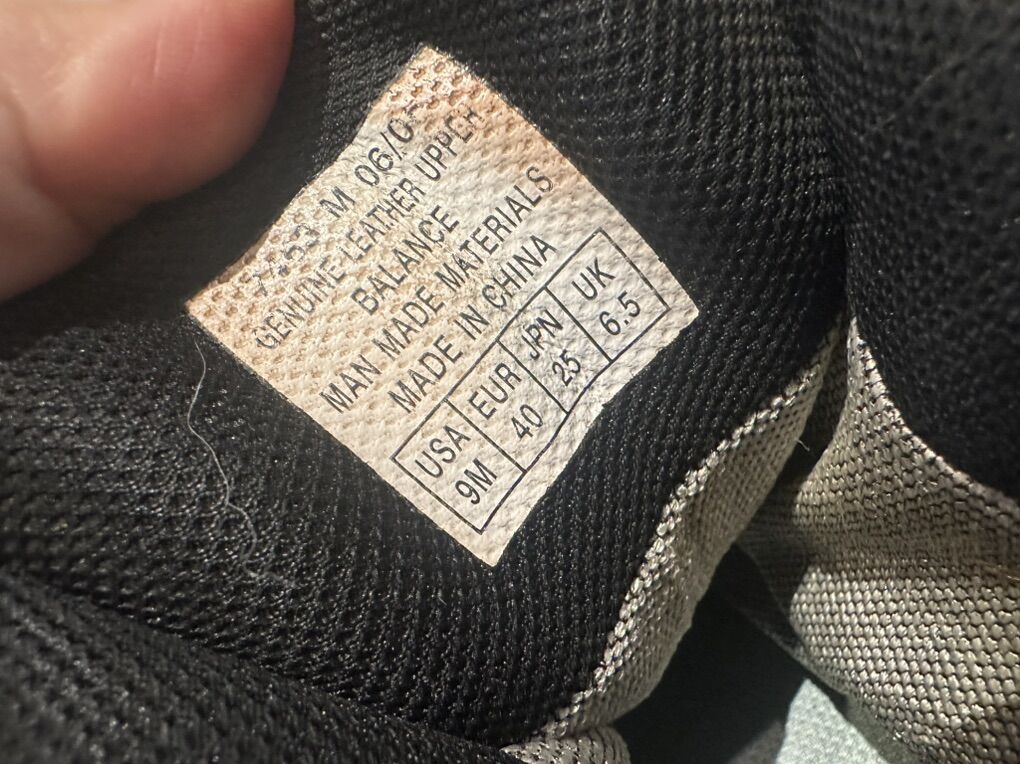 M
GENUINE LEATHER UPPER
BALANCE
MAN MADE MATERIALS
MADE IN CHINA
USA EUR JPN UK
9M 40 25 6.5